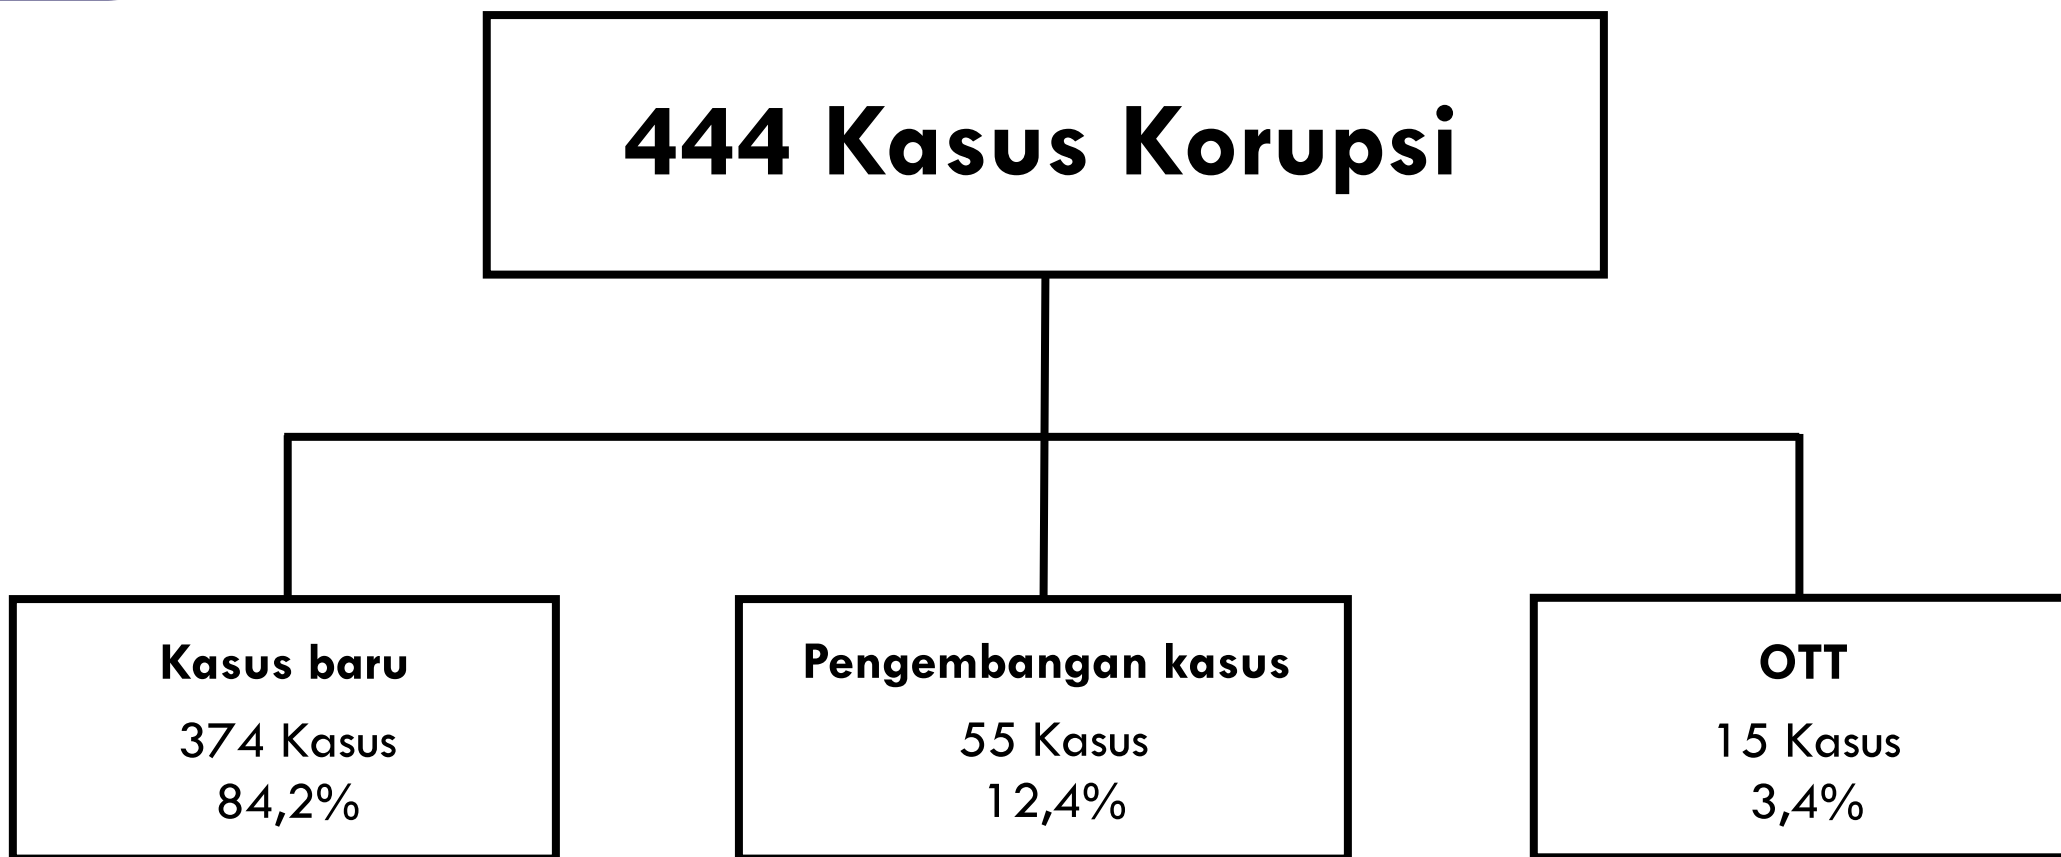 444 Kasus Korupsi
Kasus baru
374 Kasus
84,2%
Pengembangan kasus
55 Kasus
12,4%
OTT
15 Kasus
3,4%